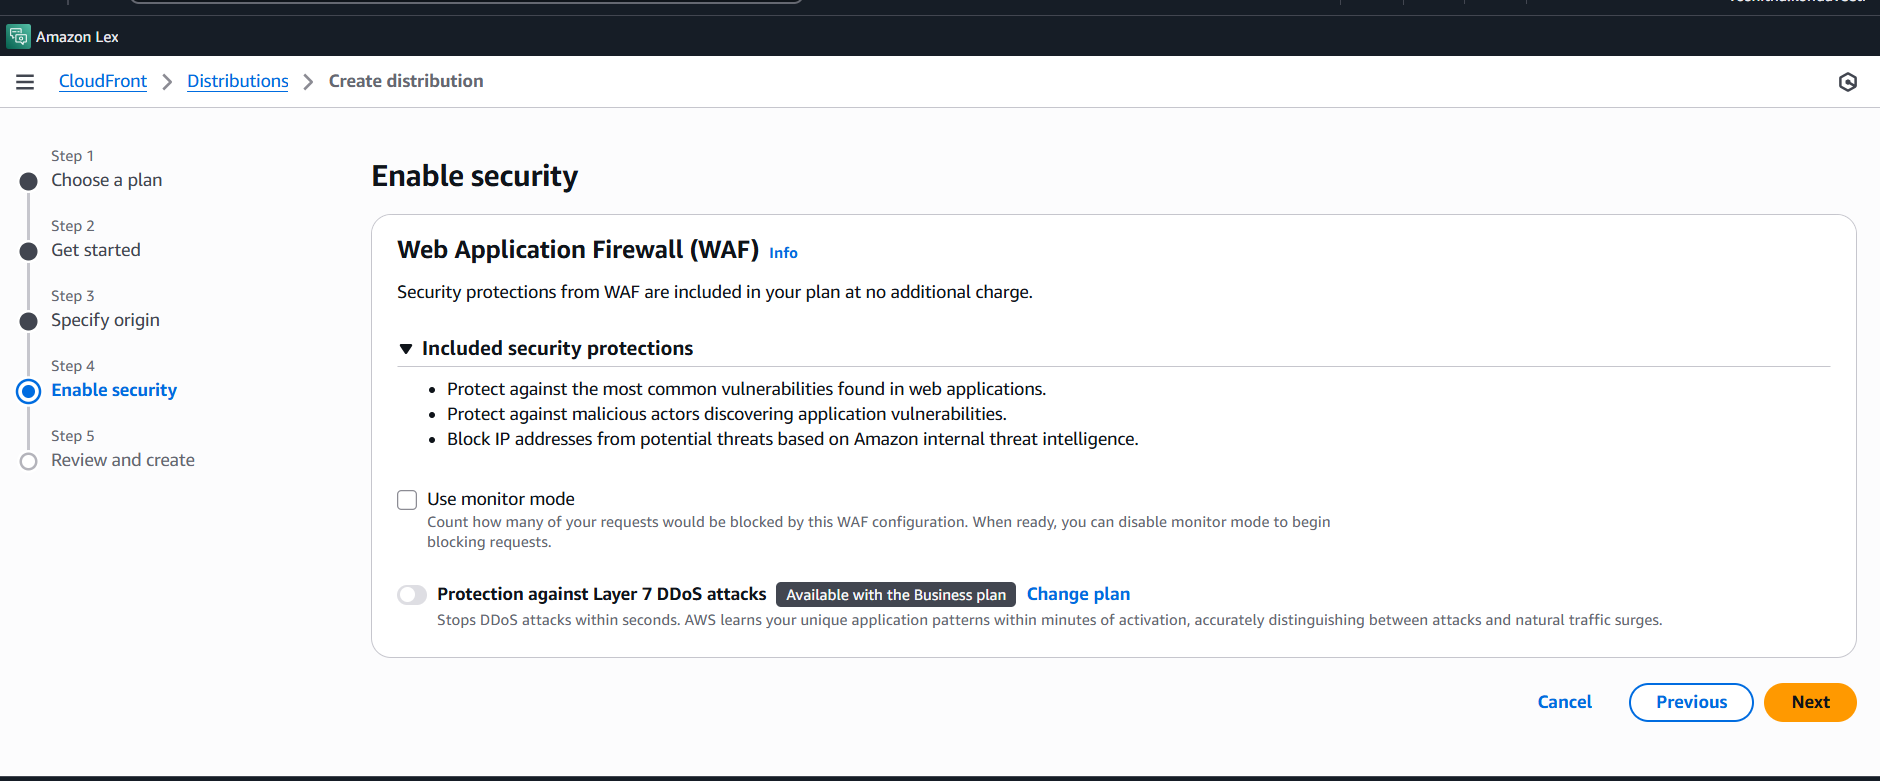 Amazon Lex
CloudFront
Distributions
Create distribution
Step 1
Choose a plan
Step 2
Get started
Step 3
Specify origin
Step 4
Enable security
Step 5
Review and create
Enable security
Web Application Firewall (WAF) Info
Security protections from WAF are included in your plan at no additional charge.
Included security protections
Protect against the most common vulnerabilities found in web applications.
Protect against malicious actors discovering application vulnerabilities.
Block IP addresses from potential threats based on Amazon internal threat intelligence.
Use monitor mode
Count how many of your requests would be blocked by this WAF configuration. When ready, you can disable monitor mode to begin
blocking requests.
Protection against Layer 7 DDoS attacks Available with the Business plan Change plan
Stops DDoS attacks within seconds. AWS learns your unique application patterns within minutes of activation, accurately distinguishing between attacks and natural traffic surges.
Cancel Previous Next